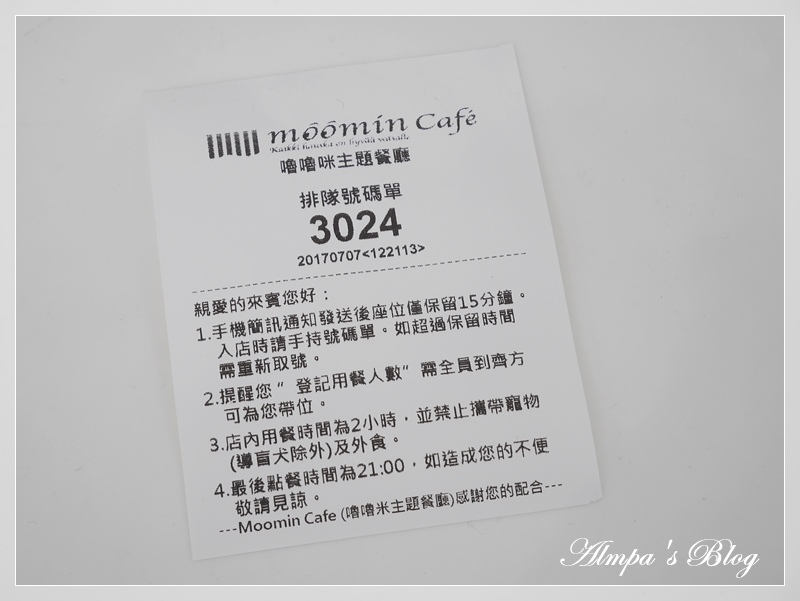 môômin Café
嚕嚕咪主題餐廳
排隊號碼單
3024
20170707<122113>
親愛的來賓您好：
1.手機簡訊通知發送後座位僅保留15分鐘。
入店時請手持號碼單。如超過保留時間
需重新取號。
2.提醒您＂登記用餐人數＂需全員到齊方
可為您帶位。
3.店內用餐時間為2小時，並禁止攜帶寵物
(導盲犬除外)及外食。
4.最後點餐時間為21:00，如造成您的不便
敬請見諒。
---Moomin Cafe (嚕嚕米主題餐廳)感謝您的配合---
Almpa's Blog